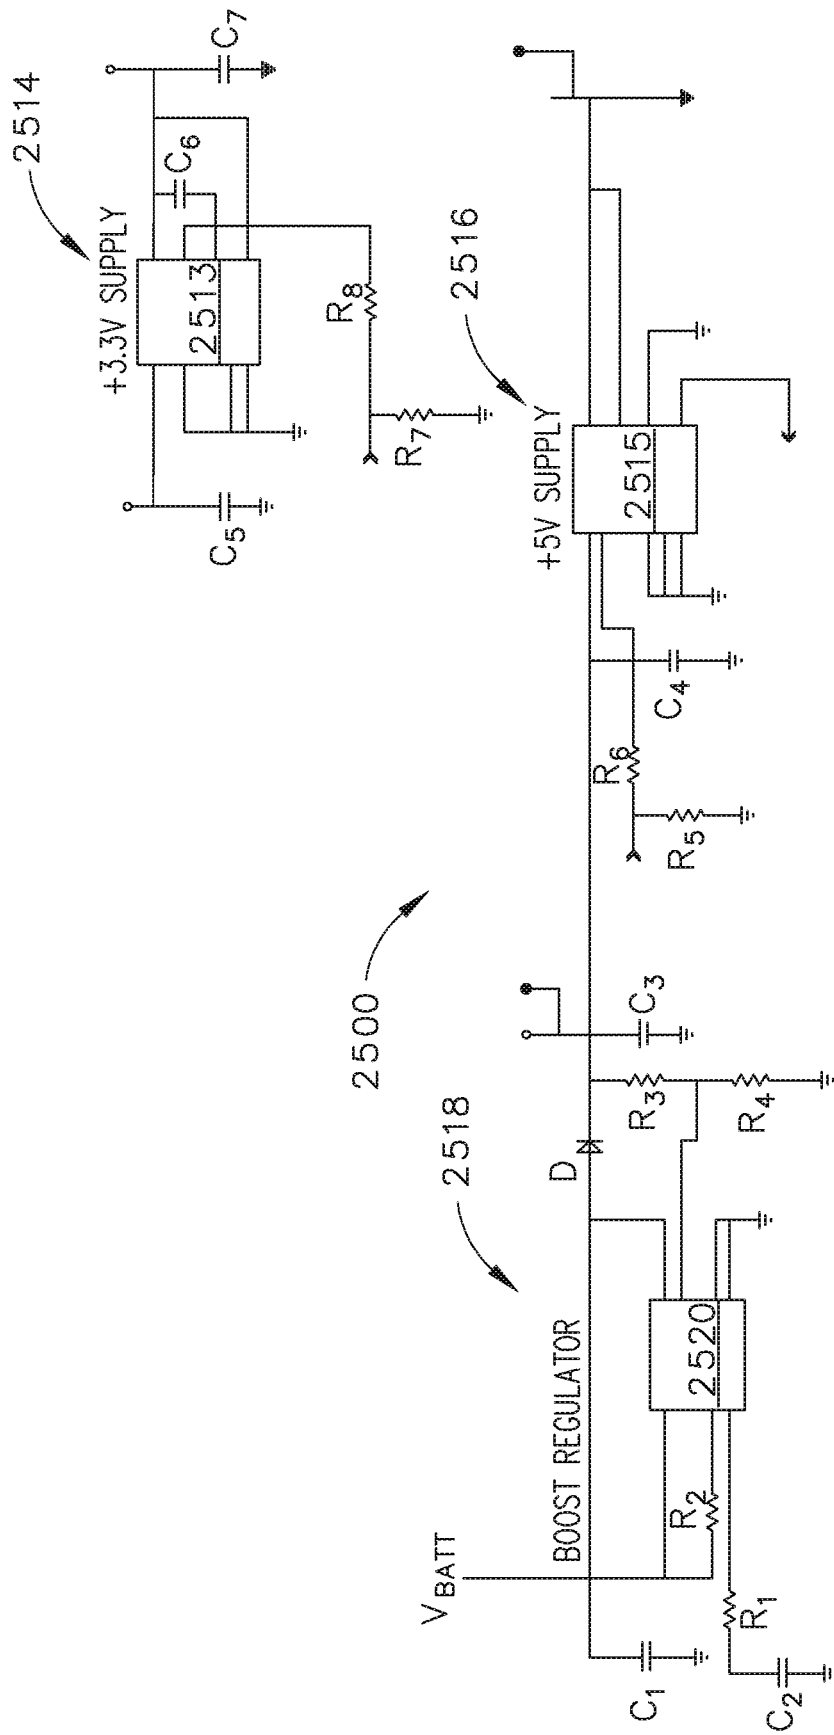 +3.3V SUPPLY
2514
2513
C5
C6
C7
R7
R8
2500
+5V SUPPLY
2516
2515
R5
R6
C4
BOOST REGULATOR
2518
VBATT
D
C3
R3
R4
2520
R2
R1
C1
C2